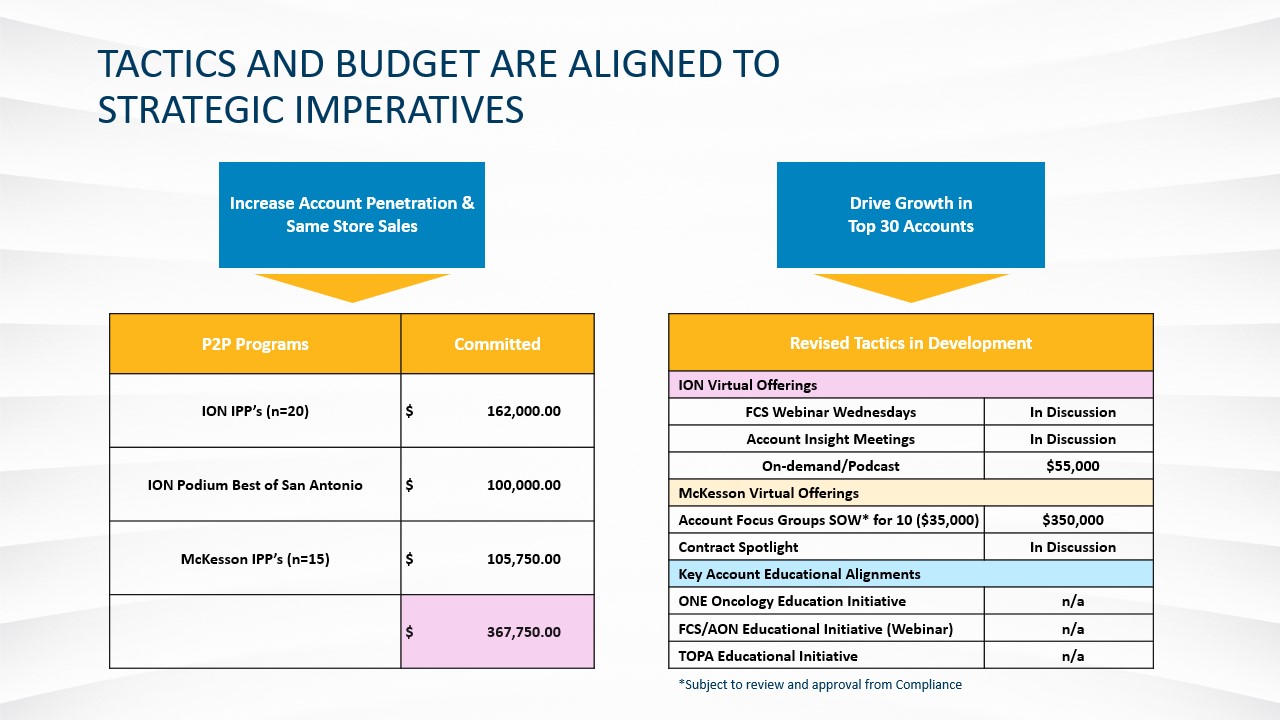 TACTICS AND BUDGET ARE ALIGNED TO
STRATEGIC IMPERATIVES
Increase Account Penetration &
Same Store Sales
P2P Programs Committed
ION IPP’s (n=20) $ 162,000.00
ION Podium Best of San Antonio $ 100,000.00
McKesson IPP’s (n=15) $ 105,750.00
$ 367,750.00
Drive Growth in
Top 30 Accounts
Revised Tactics in Development
ION Virtual Offerings
FCS Webinar Wednesdays In Discussion
Account Insight Meetings In Discussion
On-demand/Podcast $55,000
McKesson Virtual Offerings
Account Focus Groups SOW* for 10 ($35,000) $350,000
Contract Spotlight In Discussion
Key Account Educational Alignments
ONE Oncology Education Initiative n/a
FCS/AON Educational Initiative (Webinar) n/a
TOPA Educational Initiative n/a
*Subject to review and approval from Compliance